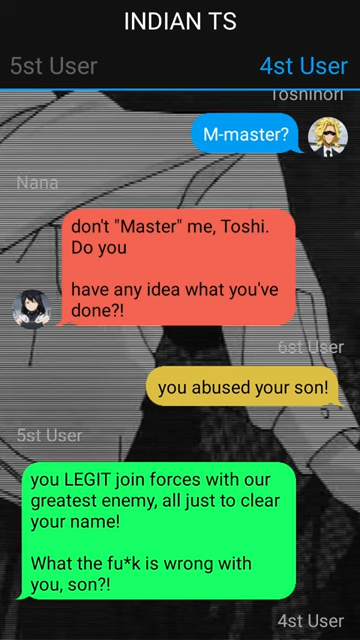 INDIAN TS
5st User
4st User
Toshinori
M-master?
Nana
don't "Master" me, Toshi.
Do you
have any idea what you've
done?!
6st User
you abused your son!
5st User
you LEGIT join forces with our
greatest enemy, all just to clear
your name!
What the fu*k is wrong with
you, son?!
4st User